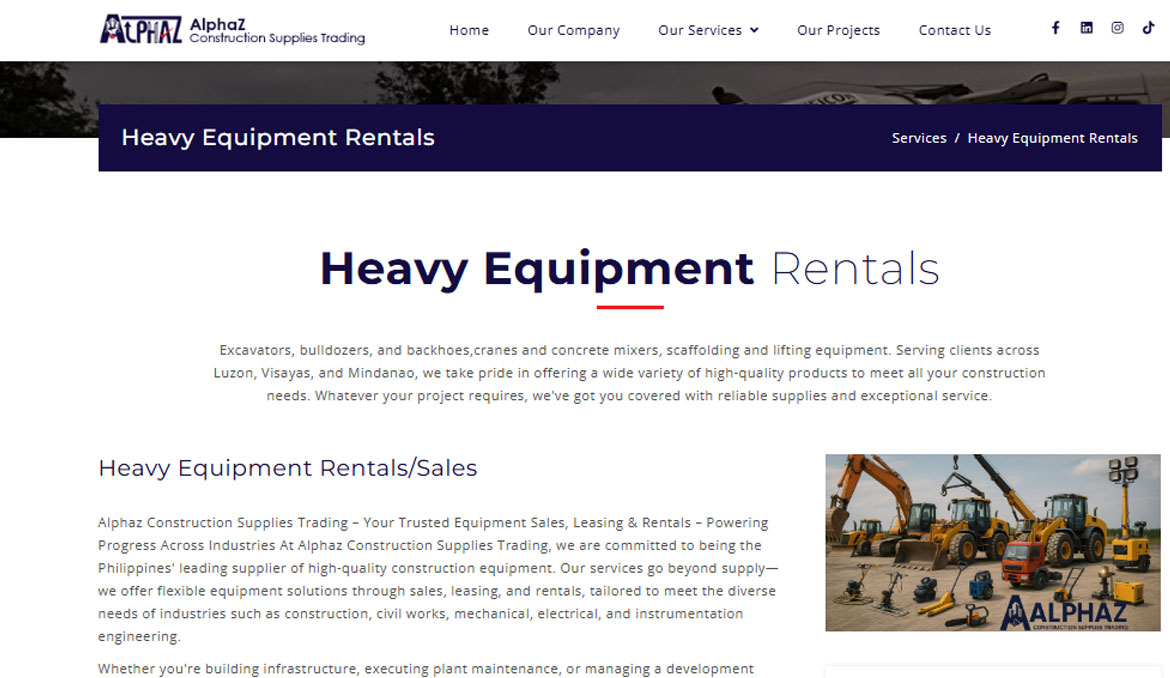 ALPHAZ AlphaZ
Construction Supplies Trading
Home Our Company Our Services Our Projects Contact Us
Heavy Equipment Rentals
Services / Heavy Equipment Rentals
Heavy Equipment Rentals
Excavators, bulldozers, and backhoes,cranes and concrete mixers, scaffolding and lifting equipment. Serving clients across
Luzon, Visayas, and Mindanao, we take pride in offering a wide variety of high-quality products to meet all your construction
needs. Whatever your project requires, we've got you covered with reliable supplies and exceptional service.
Heavy Equipment Rentals/Sales
Alphaz Construction Supplies Trading – Your Trusted Equipment Sales, Leasing & Rentals – Powering
Progress Across Industries At Alphaz Construction Supplies Trading, we are committed to being the
Philippines' leading supplier of high-quality construction equipment. Our services go beyond supply—
we offer flexible equipment solutions through sales, leasing, and rentals, tailored to meet the diverse
needs of industries such as construction, civil works, mechanical, electrical, and instrumentation
engineering.
Whether you're building infrastructure, executing plant maintenance, or managing a development
ALPHAZ
CONSTRUCTION SUPPLIES TRADING